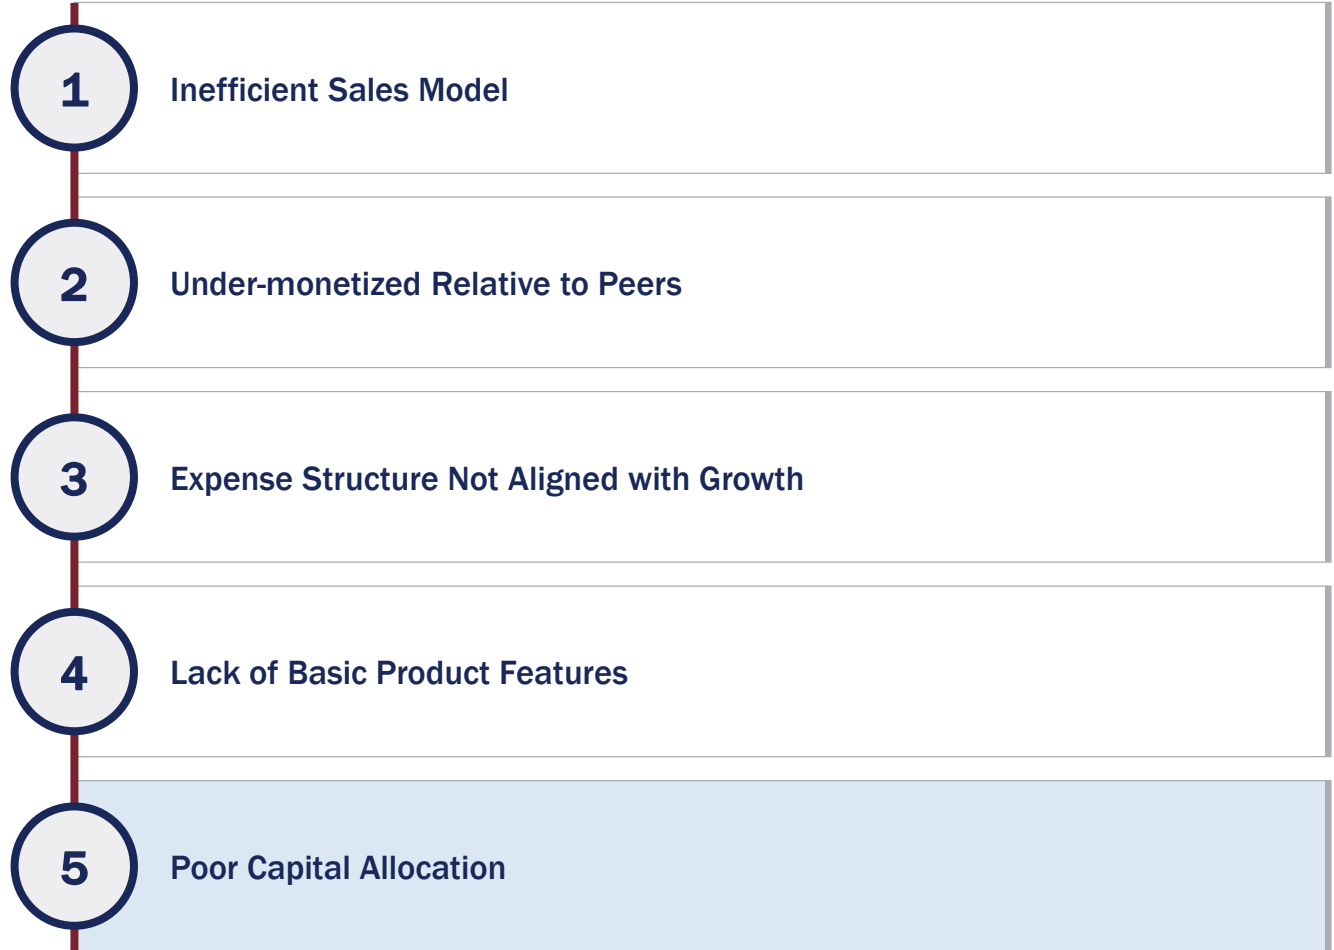 1
Inefficient Sales Model
2
Under-monetized Relative to Peers
3
Expense Structure Not Aligned with Growth
4
Lack of Basic Product Features
5
Poor Capital Allocation